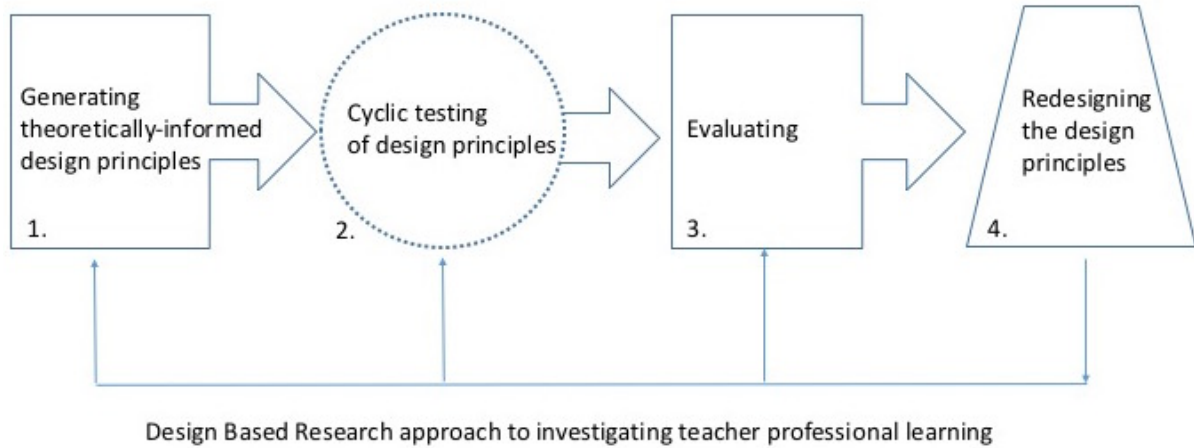 Generating
theoretically-informed
design principles
1.
Cyclic testing
of design principles
2.
Evaluating
3.
Redesigning
the design
principles
4.
Design Based Research approach to investigating teacher professional learning